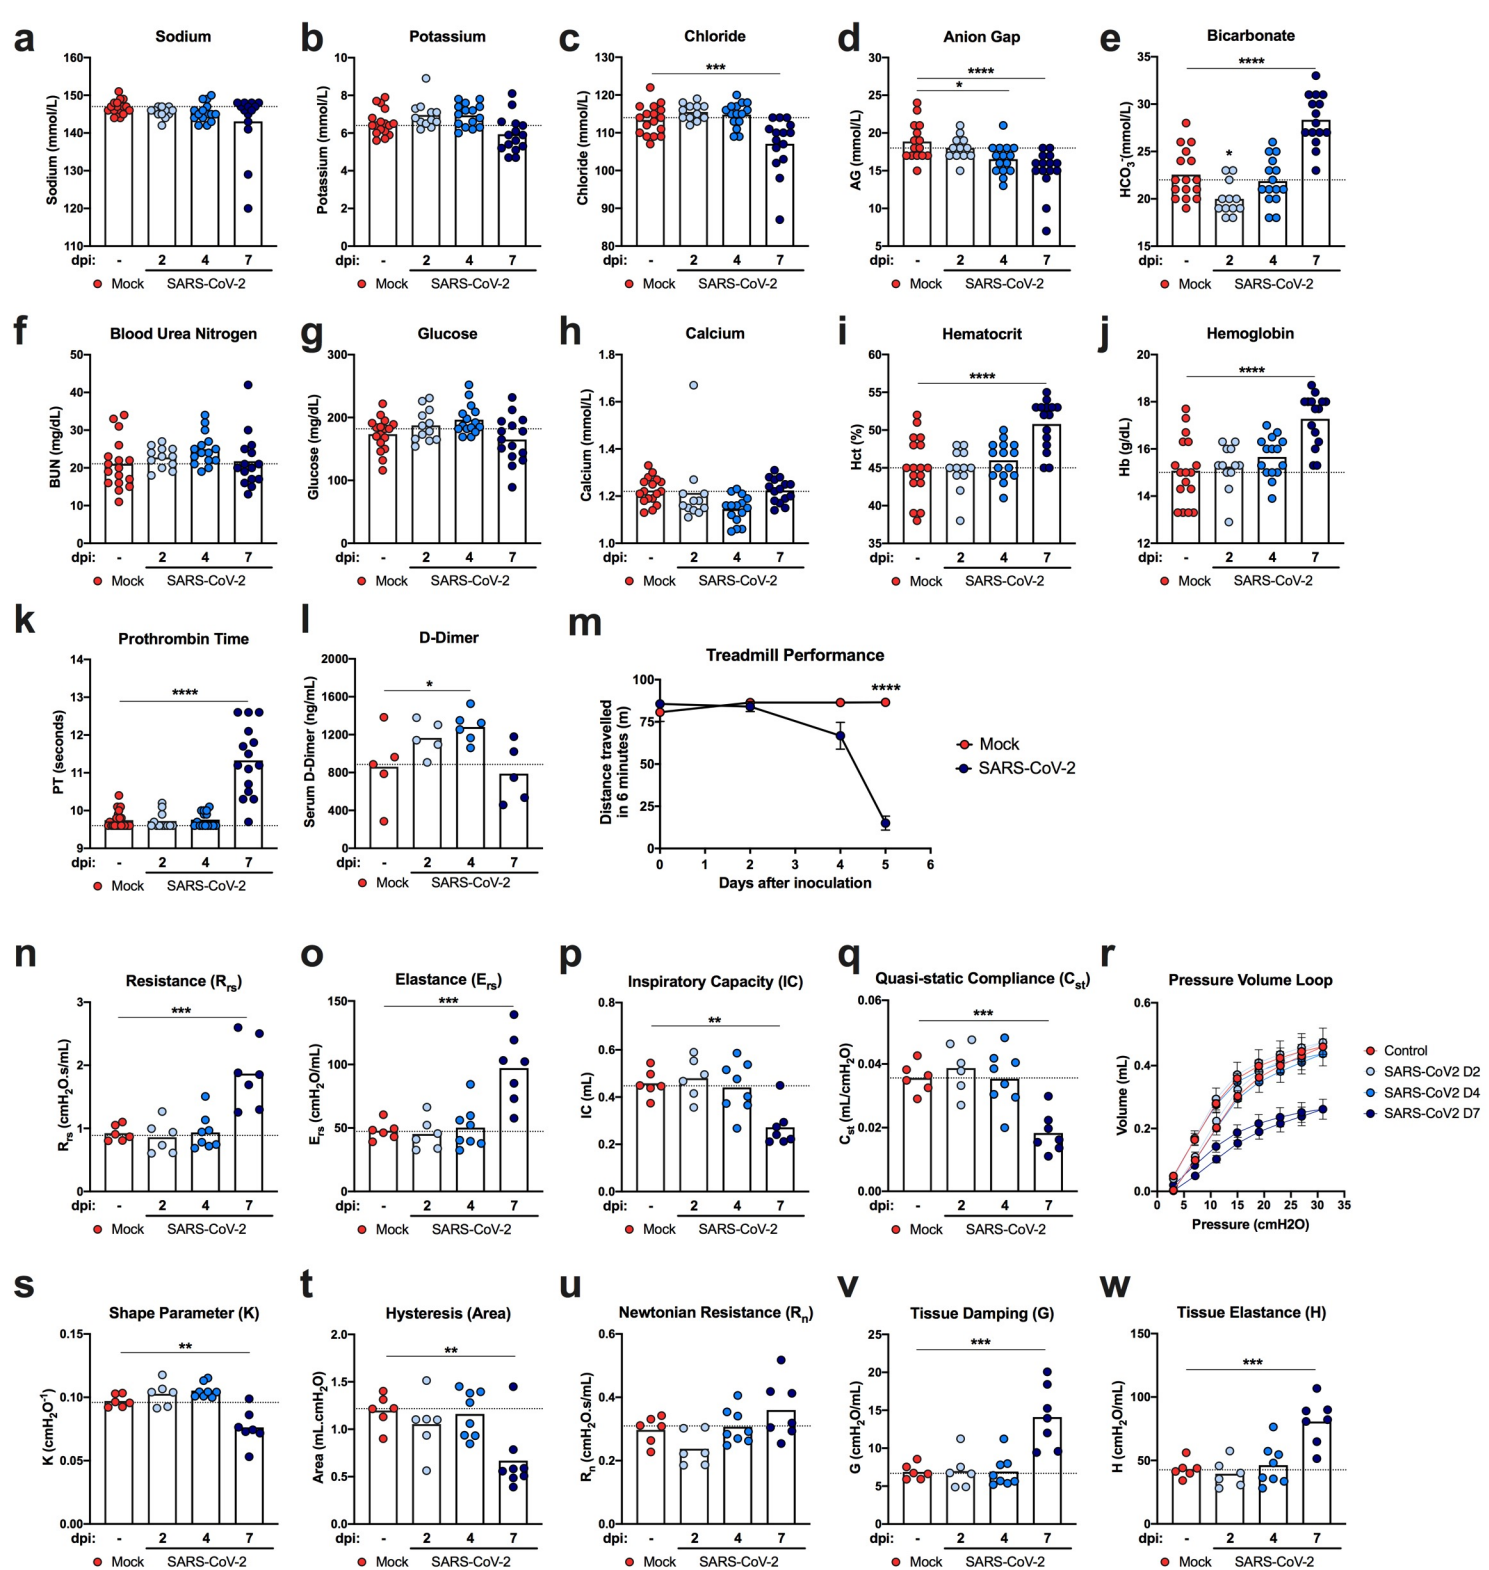 a
Sodium
Sodium (mmol/L)
160
150
140
130
120
110
dpi: - 2 4 7
Mock SARS-CoV-2
b
Potassium
Potassium (mmol/L)
10
8
6
4
2
0
- 2 4 7
Mock SARS-CoV-2
c
Chloride
Chloride (mmol/L)
130
120
110
100
90
80
***
dpi: - 2 4 7
Mock SARS-CoV-2
d
Anion Gap
AG (mmol/L)
30
25
20
15
10
5
****
*
dpi: - 2 4 7
Mock SARS-CoV-2
e
Bicarbonate
HCO3-(mmol/L)
35
30
25
20
15
****
*
dpi: - 2 4 7
Mock SARS-CoV-2
f
Blood Urea Nitrogen
BUN (mg/dL)
50
40
30
20
10
0
dpi: - 2 4 7
Mock SARS-CoV-2
g
Glucose
Glucose (mg/dL)
300
200
100
0
dpi: - 2 4 7
Mock SARS-CoV-2
h
Calcium
Calcium (mmol/L)
1.8
1.6
1.4
1.2
1.0
dpi: - 2 4 7
Mock SARS-CoV-2
i
Hematocrit
Hct (%)
60
55
50
45
40
35
****
dpi: - 2 4 7
Mock SARS-CoV-2
j
Hemoglobin
Hb (g/dL)
20
18
16
14
12
****
dpi: - 2 4 7
Mock SARS-CoV-2
k
Prothrombin Time
PT (seconds)
14
13
12
11
10
9
****
dpi: - 2 4 7
Mock SARS-CoV-2
l
D-Dimer
Serum D-Dimer (ng/mL)
2000
1600
1200
800
400
0
*
dpi: - 2 4 7
Mock SARS-CoV-2
m
Treadmill Performance
Distance travelled
in 6 minutes (m)
100
75
50
25
0
****
0 1 2 3 4 5 6
Days after inoculation
Mock
SARS-CoV-2
n
Resistance (Rrs)
Rrs (cmH2O.s/mL)
3
2
1
0
***
dpi: - 2 4 7
Mock SARS-CoV-2
o
Elastance (Ers)
Ers (cmH2O/mL)
150
100
50
0
***
dpi: - 2 4 7
Mock SARS-CoV-2
p
Inspiratory Capacity (IC)
IC (mL)
0.8
0.6
0.4
0.2
0.0
**
dpi: - 2 4 7
Mock SARS-CoV-2
q
Quasi-static Compliance (Cst)
Cst (mL/cmH2O)
0.06
0.04
0.02
0.00
***
dpi: - 2 4 7
Mock SARS-CoV-2
r
Pressure Volume Loop
Volume (mL)
0.6
0.4
0.2
0.0
0 5 10 15 20 25 30 35
Pressure (cmH2O)
Control
SARS-CoV2 D2
SARS-CoV2 D4
SARS-CoV2 D7
s
Shape Parameter (K)
K (cmH2O-1)
0.15
0.10
0.05
0.00
**
dpi: - 2 4 7
Mock SARS-CoV-2
t
Hysteresis (Area)
Area (mL.cmH2O)
2.0
1.5
1.0
0.5
0.0
**
dpi: - 2 4 7
Mock SARS-CoV-2
u
Newtonian Resistance (Rn)
Rn (cmH2O.s/mL)
0.6
0.4
0.2
0.0
dpi: - 2 4 7
Mock SARS-CoV-2
v
Tissue Damping (G)
G (cmH2O/mL)
25
20
15
10
5
0
***
dpi: - 2 4 7
Mock SARS-CoV-2
w
Tissue Elastance (H)
H (cmH2O/mL)
150
100
50
0
***
dpi: - 2 4 7
Mock SARS-CoV-2